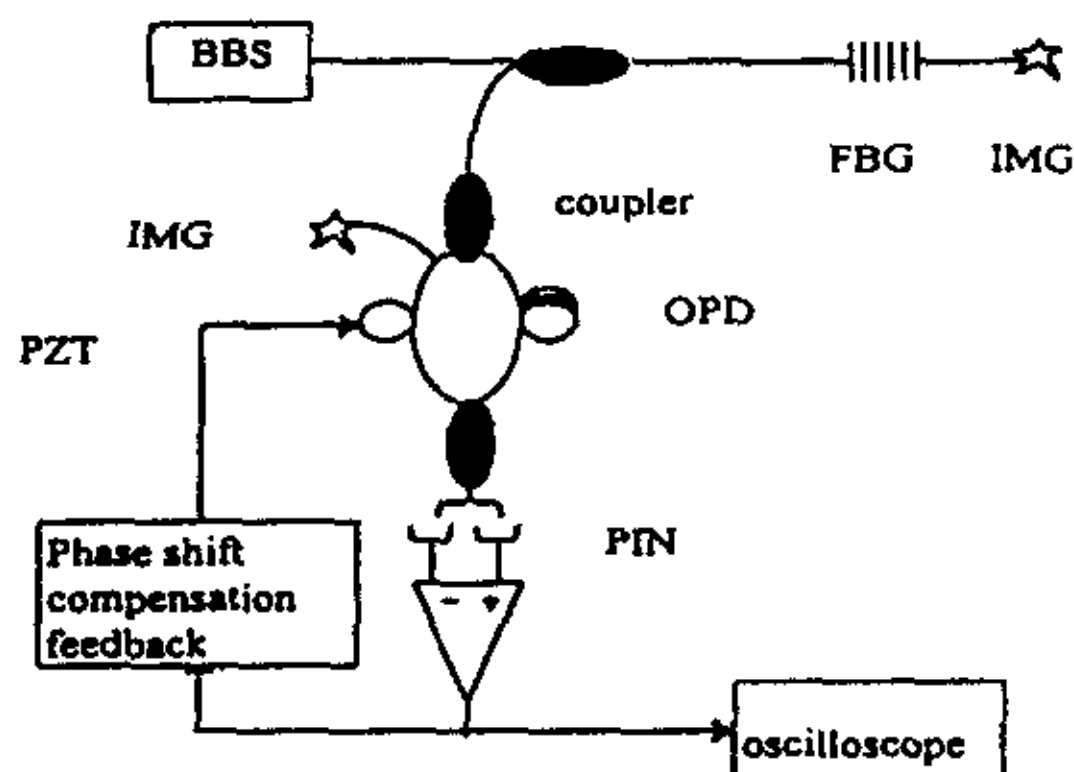 BBS
FBG
IMG
coupler
IMG
OPD
PZT
PIN
Phase shift
compensation
feedback
- +
oscilloscope